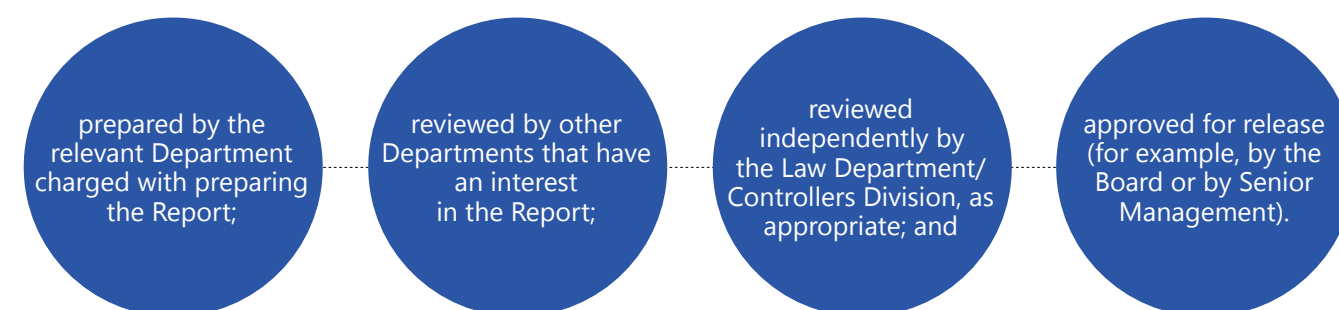 prepared by the
relevant Department
charged with preparing
the Report;
reviewed by other
Departments that have
an interest
in the Report;
reviewed
independently by
the Law Department/
Controllers Division, as
appropriate; and
approved for release
(for example, by the
Board or by Senior
Management).